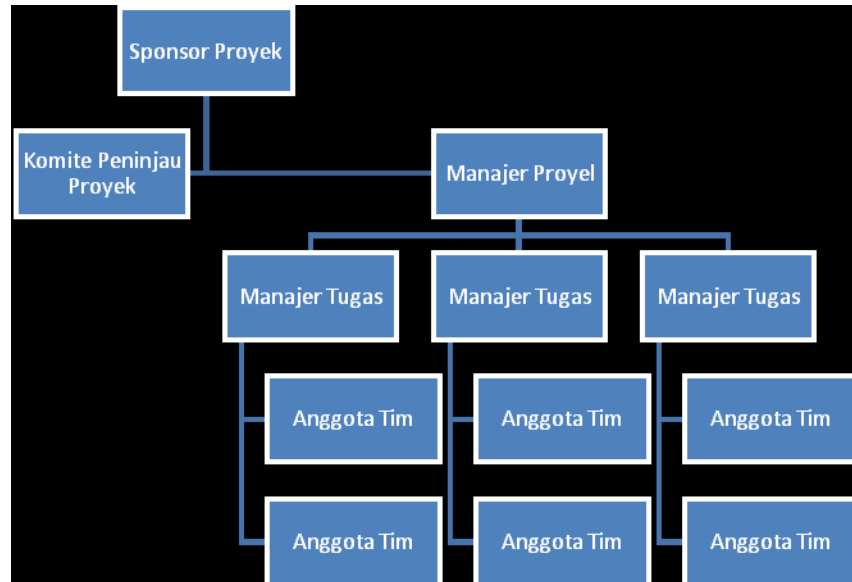 Sponsor Proyek
Komite Peninjau
Proyek
Manajer Proyel
Manajer Tugas
Manajer Tugas
Manajer Tugas
Anggota Tim
Anggota Tim
Anggota Tim
Anggota Tim
Anggota Tim
Anggota Tim